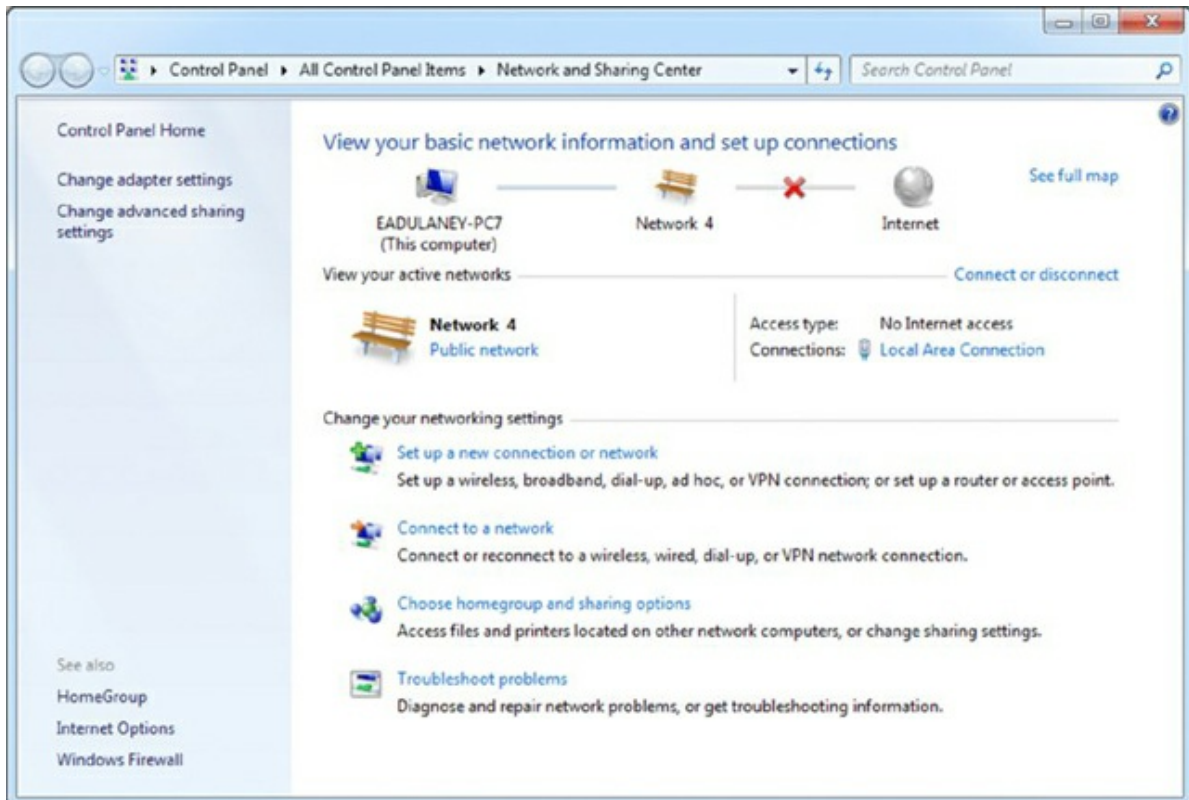 Control Panel
All Control Panel Items
Network and Sharing Center
Search Control Panel
Control Panel Home
Change adapter settings
Change advanced sharing
settings
View your basic network information and set up connections
See full map
EADULANEY-PC7
(This computer)
Network 4
Internet
View your active networks
Connect or disconnect
Network 4
Public network
Access type: No Internet access
Connections: Local Area Connection
Change your networking settings
Set up a new connection or network
Set up a wireless, broadband, dial-up, ad hoc, or VPN connection; or set up a router or access point.
Connect to a network
Connect or reconnect to a wireless, wired, dial-up, or VPN network connection.
Choose homegroup and sharing options
Access files and printers located on other network computers, or change sharing settings.
Troubleshoot problems
Diagnose and repair network problems, or get troubleshooting information.
See also
HomeGroup
Internet Options
Windows Firewall